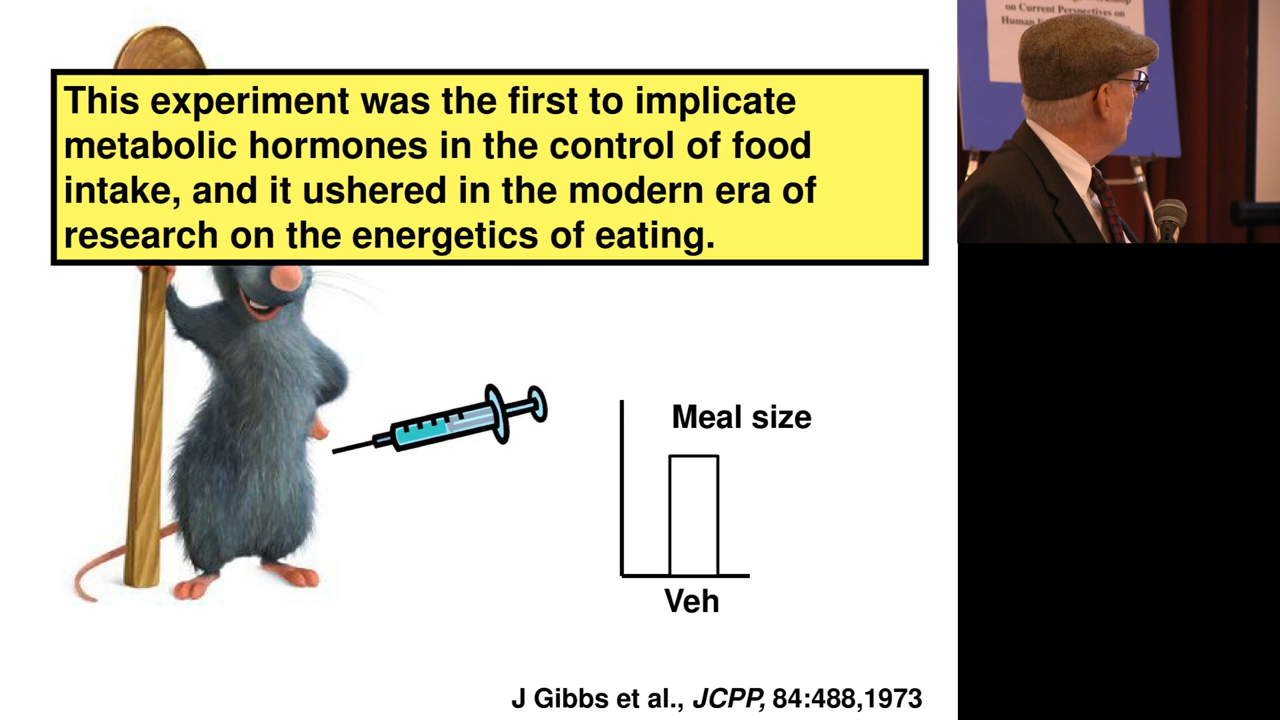 This experiment was the first to implicate
metabolic hormones in the control of food
intake, and it ushered in the modern era of
research on the energetics of eating.
Meal size
Veh
J Gibbs et al., JCPP, 84:488,1973
on Current Perspectives on
Human